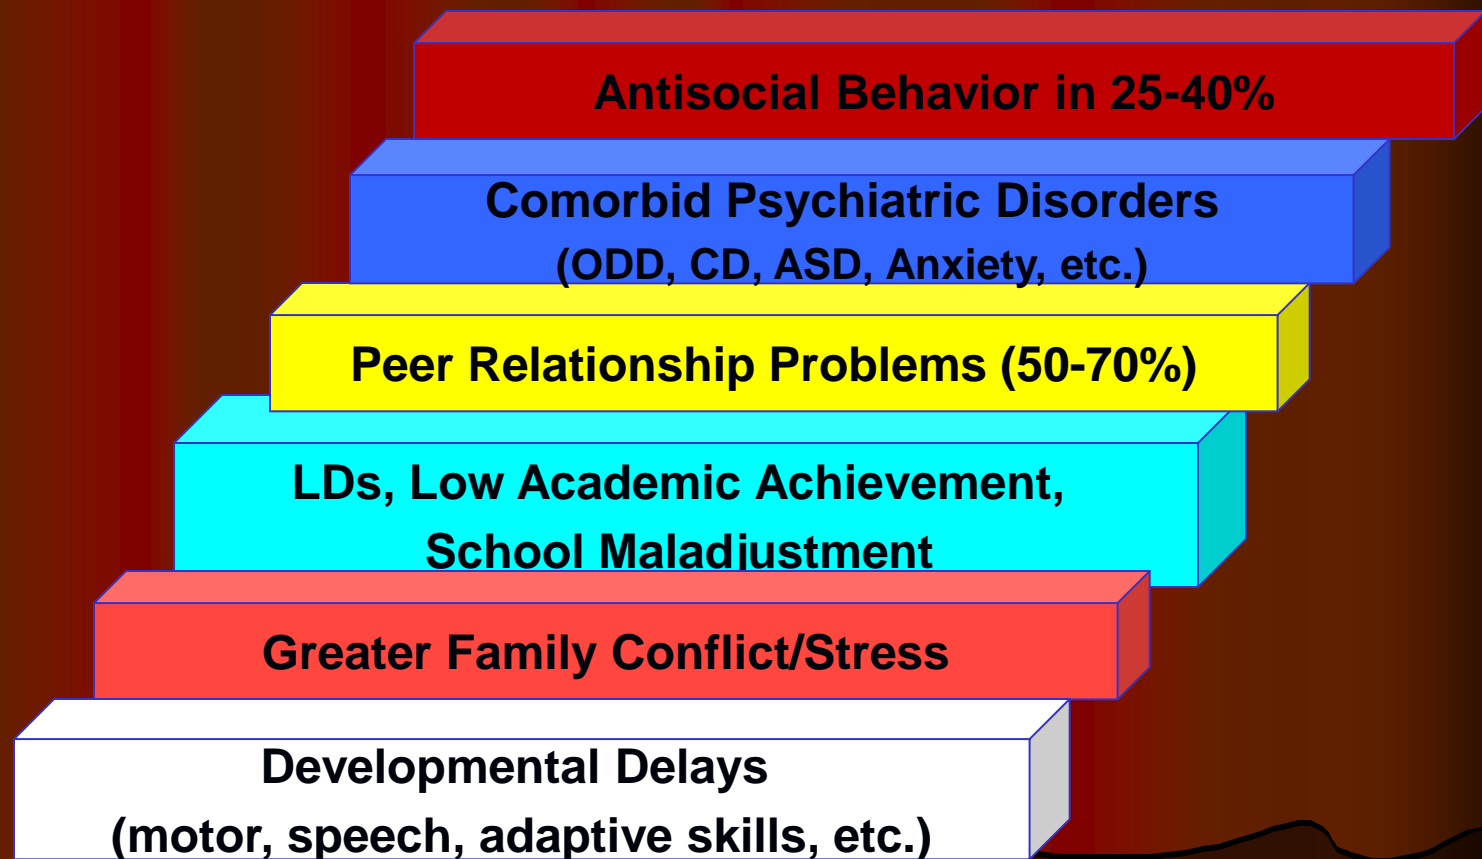 Antisocial Behavior in 25-40%
Comorbid Psychiatric Disorders
(ODD, CD, ASD, Anxiety, etc.)
Peer Relationship Problems (50-70%)
LDs, Low Academic Achievement,
School Maladjustment
Greater Family Conflict/Stress
Developmental Delays
(motor, speech, adaptive skills, etc.)